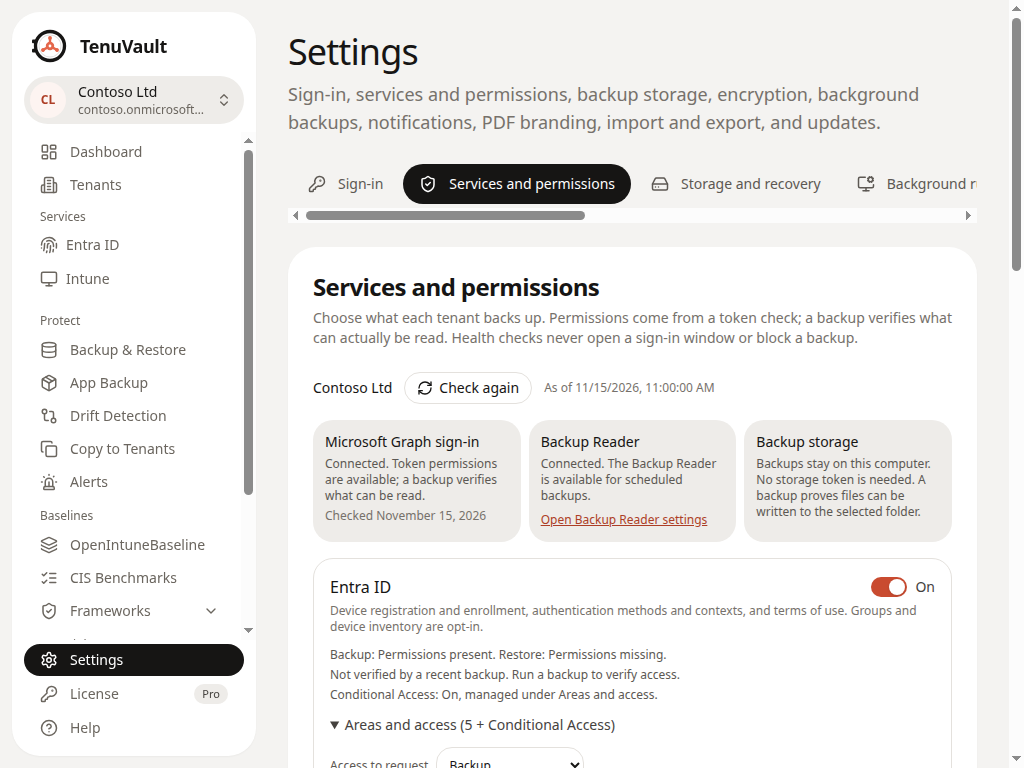 TenuVault
CL
Contoso Ltd
contoso.onmicrosoft...
Dashboard
Tenants
Services
Entra ID
Intune
Protect
Backup & Restore
App Backup
Drift Detection
Copy to Tenants
Alerts
Baselines
OpenIntuneBaseline
CIS Benchmarks
Frameworks
Settings
License
Pro
Help
Settings
Sign-in, services and permissions, backup storage, encryption, background
backups, notifications, PDF branding, import and export, and updates.
Sign-in
Services and permissions
Storage and recovery
Background
Services and permissions
Choose what each tenant backs up. Permissions come from a token check; a backup verifies what
can actually be read. Health checks never open a sign-in window or block a backup.
Contoso Ltd
Check again
As of 11/15/2026, 11:00:00 AM
Microsoft Graph sign-in
Connected. Token permissions
are available; a backup verifies
what can be read.
Checked November 15, 2026
Backup Reader
Connected. The Backup Reader
is available for scheduled
backups.
Open Backup Reader settings
Backup storage
Backups stay on this computer.
No storage token is needed. A
backup proves files can be
written to the selected folder.
Entra ID
On
Device registration and enrollment, authentication methods and contexts, and terms of use. Groups and
device inventory are opt-in.
Backup: Permissions present. Restore: Permissions missing.
Not verified by a recent backup. Run a backup to verify access.
Conditional Access: On, managed under Areas and access.
Areas and access (5 + Conditional Access)
Access to request
Backup